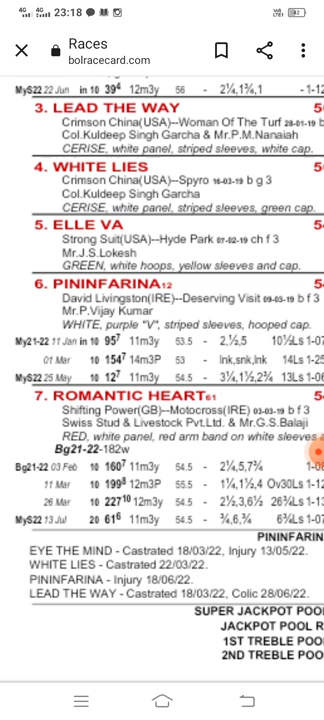 4G 4G 23:18
Races
bolracecard.com
MyS22 22 Jun in 10 39⁴ 12m3y 56 - 2¼,1¾,1 -1-12
3. LEAD THE WAY 5
Crimson China(USA)--Woman Of The Turf 28-01-19 b
Col.Kuldeep Singh Garcha & Mr.P.M.Nanaiah
CERISE, white panel, striped sleeves, white cap.
4. WHITE LIES 5
Crimson China(USA)--Spyro 16-03-19 b g 3
Col.Kuldeep Singh Garcha
CERISE, white panel, striped sleeves, green cap.
5. ELLE VA 5
Strong Suit(USA)--Hyde Park 07-02-19 ch f 3
Mr.J.S.Lokesh
GREEN, white hoops, yellow sleeves and cap.
6. PININFARINA12 5
David Livingston(IRE)--Deserving Visit 09-03-19 b f 3
Mr.P.Vijay Kumar
WHITE, purple "V", striped sleeves, hooped cap.
My21-22 11 Jan in 10 95⁷ 11m3y 53.5 - 2,½,5 10½Ls 1-07
01 Mar 10 154⁷ 14m3P 53 - lnk,snk,lnk 14Ls 1-25
MyS22 25 May 10 12⁷ 11m3y 54.5 - 3¼,1½,2¾ 13Ls 1-06
7. ROMANTIC HEART61 5
Shifting Power(GB)--Motocross(IRE) 03-03-19 b f 3
Swiss Stud & Livestock Pvt.Ltd. & Mr.G.S.Balaji
RED, white panel, red arm band on white sleeves
Bg21-22-182w
Bg21-22 03 Feb 10 160⁷ 11m3y 54.5 - 2¼,5,7¾ 1-0
11 Mar 10 199⁸ 12m3P 55.5 - 1¼,1½,4 Ov30Ls 1-1
26 Mar 10 227¹⁰ 12m3y 54.5 - 2½,3,6½ 26¾Ls 1-1
MyS22 13 Jul 20 61⁶ 11m3y 54.5 - ¾,6,¾ 6¾Ls 1-07
PININFARIN
EYE THE MIND - Castrated 18/03/22, Injury 13/05/22.
WHITE LIES - Castrated 22/03/22.
PININFARINA - Injury 18/06/22.
LEAD THE WAY - Castrated 18/03/22, Colic 28/06/22.
SUPER JACKPOT POO
JACKPOT POOL R
1ST TREBLE POO
2ND TREBLE POO